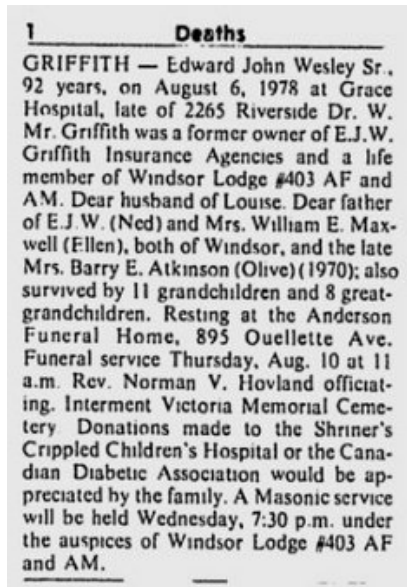 1 Deaths
GRIFFITH — Edward John Wesley Sr.,
92 years, on August 6, 1978 at Grace
Hospital, late of 2265 Riverside Dr. W.
Mr. Griffith was a former owner of E.J.W.
Griffith Insurance Agencies and a life
member of Windsor Lodge #403 AF and
AM. Dear husband of Louise. Dear father
of E.J.W. (Ned) and Mrs. William E. Max-
well (Ellen), both of Windsor, and the late
Mrs. Barry E. Atkinson (Olive) (1970); also
survived by 11 grandchildren and 8 great-
grandchildren. Resting at the Anderson
Funeral Home, 895 Ouellette Ave.
Funeral service Thursday, Aug. 10 at 11
a.m. Rev. Norman V. Hovland officiat-
ing. Interment Victoria Memorial Ceme-
tery. Donations made to the Shriner's
Crippled Children's Hospital or the Cana-
dian Diabetic Association would be ap-
preciated by the family. A Masonic service
will be held Wednesday, 7:30 p.m. under
the auspices of Windsor Lodge #403 AF
and AM.